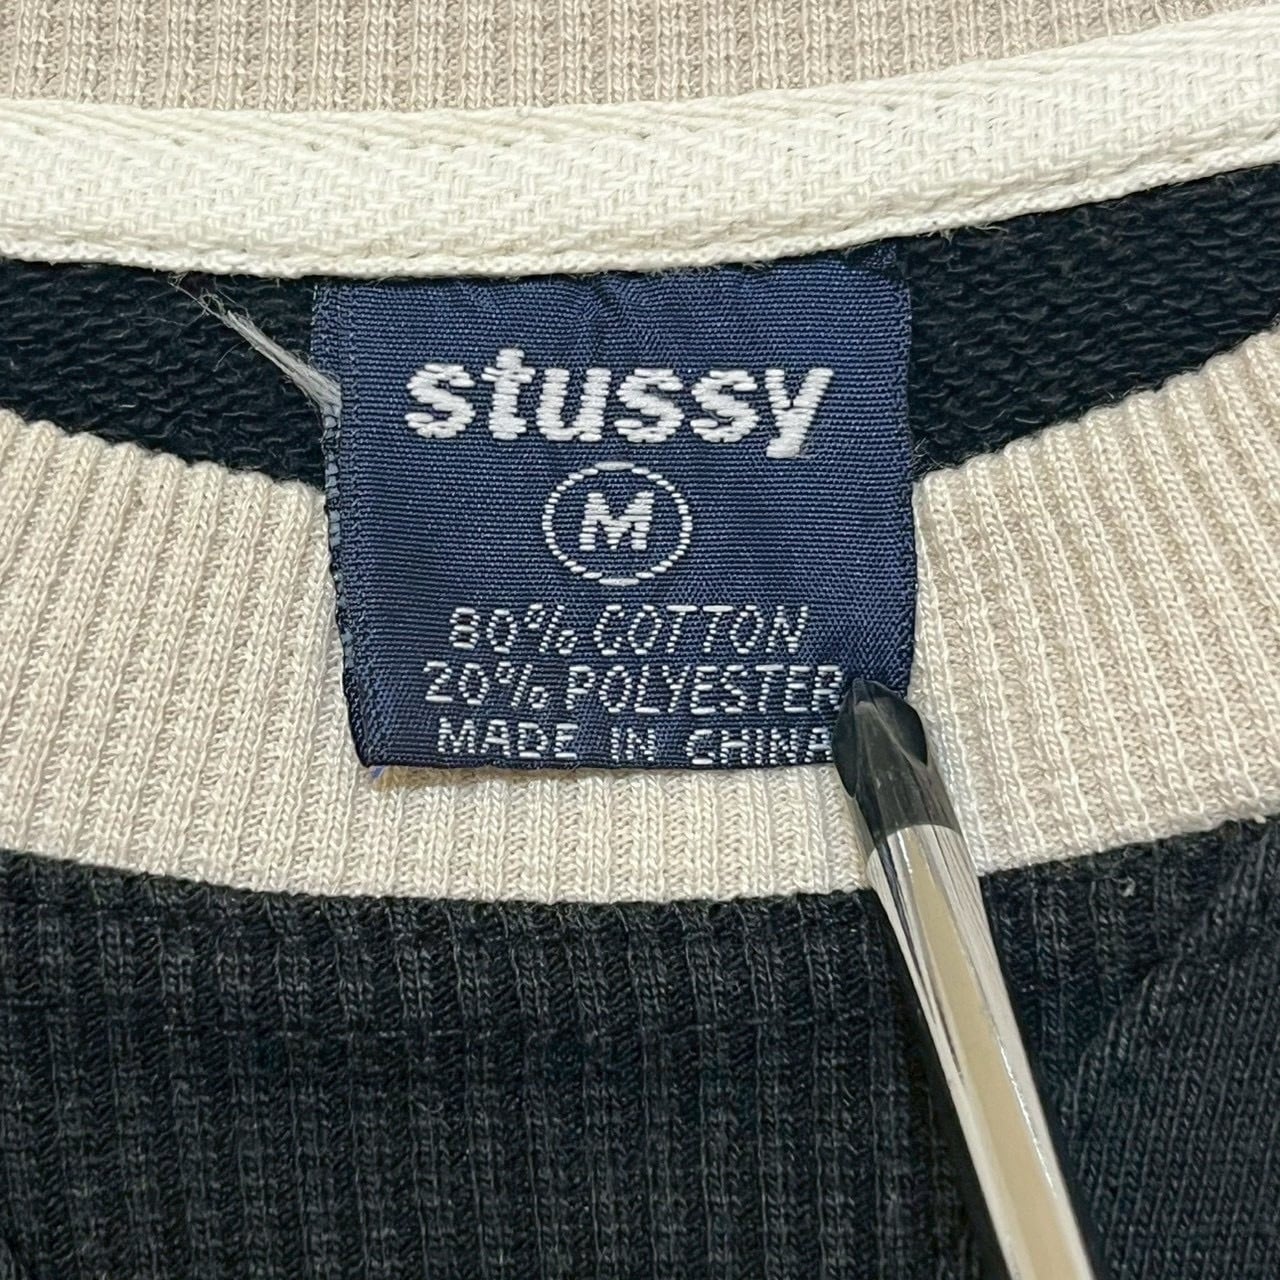 stussy
M
80% COTTON
20% POLYESTER
MADE IN CHINA